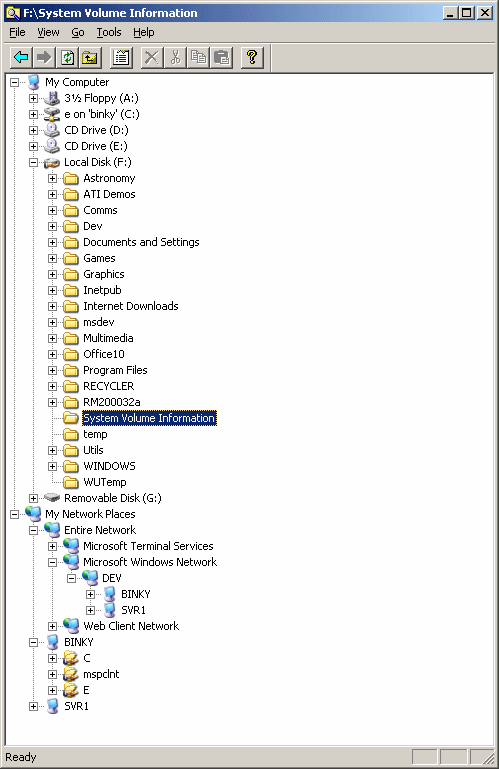 F:\System Volume Information
File View Go Tools Help
My Computer
3½ Floppy (A:)
e on 'binky' (C:)
CD Drive (D:)
CD Drive (E:)
Local Disk (F:)
Astronomy
ATI Demos
Comms
Dev
Documents and Settings
Games
Graphics
Inetpub
Internet Downloads
msdev
Multimedia
Office10
Program Files
RECYCLER
RM200032a
System Volume Information
temp
Utils
WINDOWS
WUTemp
Removable Disk (G:)
My Network Places
Entire Network
Microsoft Terminal Services
Microsoft Windows Network
DEV
BINKY
SVR1
Web Client Network
BINKY
C
mspclnt
E
SVR1
Ready